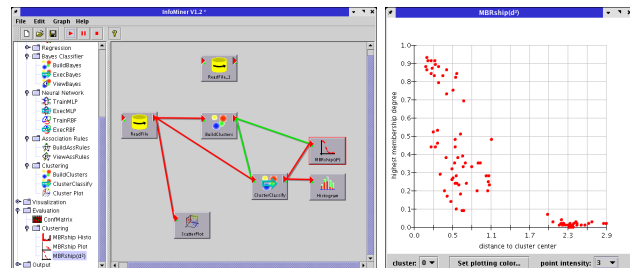 InfoMiner V1.2 *
File Edit Graph Help
Regression
Bayes Classifier
BuildBayes
ExecBayes
ViewBayes
Neural Network
TrainMLP
ExecMLP
TrainRBF
ExecRBF
Association Rules
BuildAssRules
ViewAssRules
Clustering
BuildClusters
ClusterClassify
Cluster Plot
Visualization
Evaluation
ConfMatrix
Clustering
MBRship Histo
MBRship Plot
MBRship(d²)
Output
ReadFile_1
ReadFile
BuildClusters
MBRship(d²)
ClusterClassify
Histogram
ScatterPlot
MBRship(d²)
highest membership degree
1.0
0.9
0.8
0.7
0.6
0.5
0.4
0.3
0.2
0.1
0.0
0.0 0.5 1.1 1.7 2.3 2.9
distance to cluster center
cluster: 0 Set plotting color... point intensity: 3